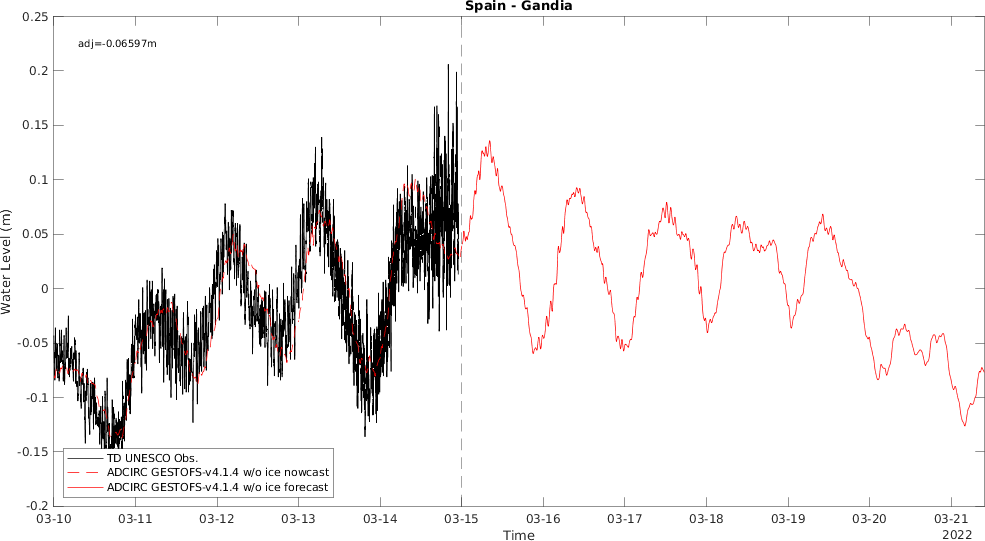 Spain - Gandia
adj=-0.06597m
0.25
0.2
0.15
0.1
0.05
0
-0.05
-0.1
-0.15
-0.2
Water Level (m)
TD UNESCO Obs.
ADCIRC GESTOFS-v4.1.4 w/o ice nowcast
ADCIRC GESTOFS-v4.1.4 w/o ice forecast
03-10 03-11 03-12 03-13 03-14 03-15 03-16 03-17 03-18 03-19 03-20 03-21
Time
2022